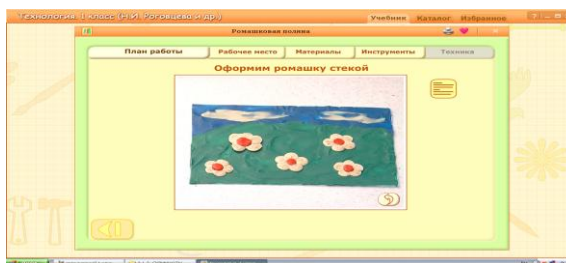 Технология. 1 класс (Н.И. Роговцева и др.)
Учебник Каталог Избранное
Ромашковая поляна
План работы Рабочее место Материалы Инструменты Техника
Оформим ромашку стекой